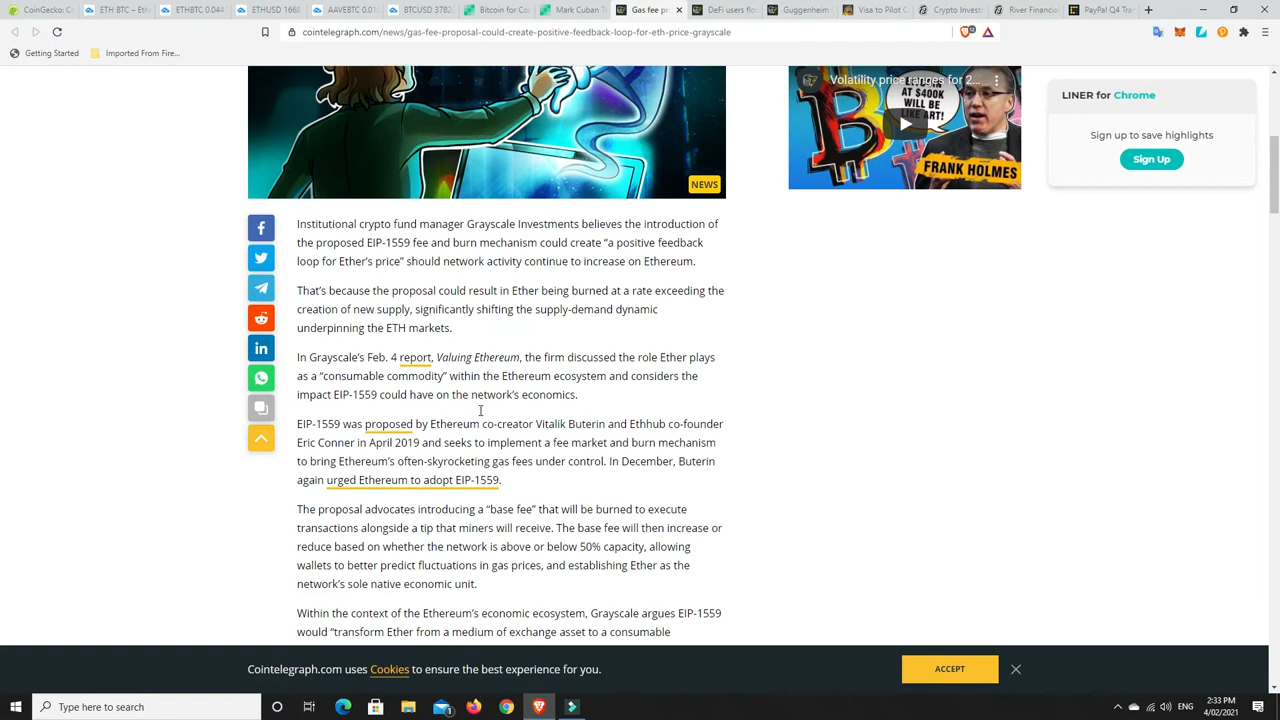 CoinGecko: C
ETH BTC – Eth
ETHBTC 0.044
ETHUSD 1668
AAVEBTC 0.01
BTCUSD 3782
Bitcoin for Cor
Mark Cuban T
Gas fee pr
DeFi users flo
Guggenheim
Visa to Pilot C
Crypto Invest
River Financia
PayPal Q4 Tra
cointelegraph.com/news/gas-fee-proposal-could-create-positive-feedback-loop-for-eth-price-grayscale
Getting Started
Imported From Fire...
NEWS
Volatility price ranges for 2...
AT $400K
WILL BE
LIKE ART!
FRANK HOLMES
LINER for Chrome
Sign up to save highlights
Sign Up
Institutional crypto fund manager Grayscale Investments believes the introduction of
the proposed EIP-1559 fee and burn mechanism could create “a positive feedback
loop for Ether’s price” should network activity continue to increase on Ethereum.
That’s because the proposal could result in Ether being burned at a rate exceeding the
creation of new supply, significantly shifting the supply-demand dynamic
underpinning the ETH markets.
In Grayscale’s Feb. 4 report, Valuing Ethereum, the firm discussed the role Ether plays
as a “consumable commodity” within the Ethereum ecosystem and considers the
impact EIP-1559 could have on the network’s economics.
EIP-1559 was proposed by Ethereum co-creator Vitalik Buterin and Ethhub co-founder
Eric Conner in April 2019 and seeks to implement a fee market and burn mechanism
to bring Ethereum’s often-skyrocketing gas fees under control. In December, Buterin
again urged Ethereum to adopt EIP-1559.
The proposal advocates introducing a “base fee” that will be burned to execute
transactions alongside a tip that miners will receive. The base fee will then increase or
reduce based on whether the network is above or below 50% capacity, allowing
wallets to better predict fluctuations in gas prices, and establishing Ether as the
network’s sole native economic unit.
Within the context of the Ethereum’s economic ecosystem, Grayscale argues EIP-1559
would “transform Ether from a medium of exchange asset to a consumable
Cointelegraph.com uses Cookies to ensure the best experience for you.
ACCEPT
Type here to search
ENG
2:33 PM
4/02/2021